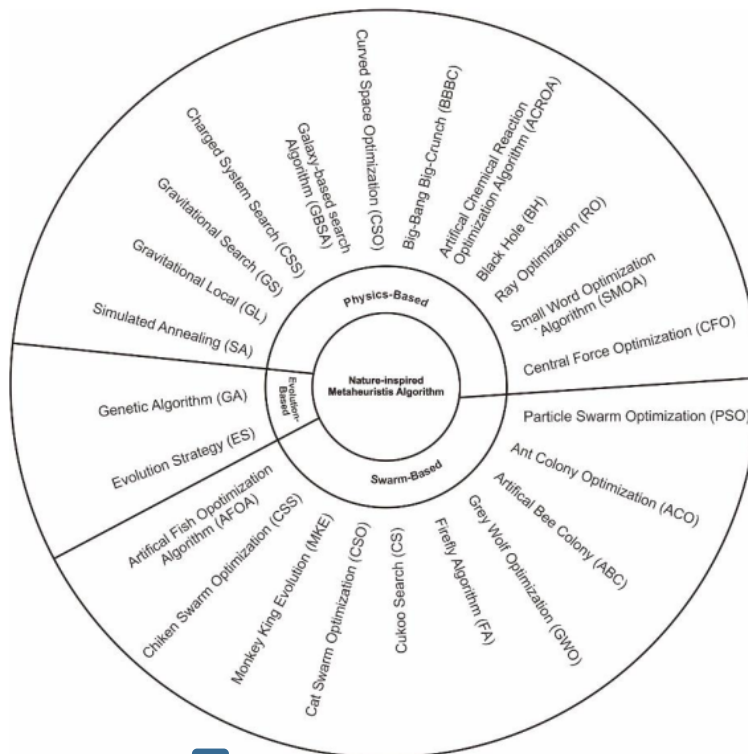 Nature-inspired
Metaheuristis Algorithm
Physics-Based
Simulated Annealing (SA)
Gravitational Local (GL)
Gravitational Search (GS)
Charged System Search (CSS)
Galaxy-based search
Algorithm (GBSA)
Curved Space Optimization (CSO)
Big-Bang Big-Crunch (BBBC)
Artifical Chemical Reaction
Optimization Algorithm (ACROA)
Black Hole (BH)
Ray Optimization (RO)
Small Word Optimization
Algorithm (SMOA)
Central Force Optimization (CFO)
Swarm-Based
Particle Swarm Optimization (PSO)
Ant Colony Optimization (ACO)
Artifical Bee Colony (ABC)
Grey Wolf Optimization (GWO)
Firefly Algorithm (FA)
Cukoo Search (CS)
Cat Swarm Optimization (CSO)
Monkey King Evolution (MKE)
Chiken Swarm Optimization (CSS)
Artifical Fish Opotimization
Algorithm (AFOA)
Evolution-
Based
Evolution Strategy (ES)
Genetic Algorithm (GA)